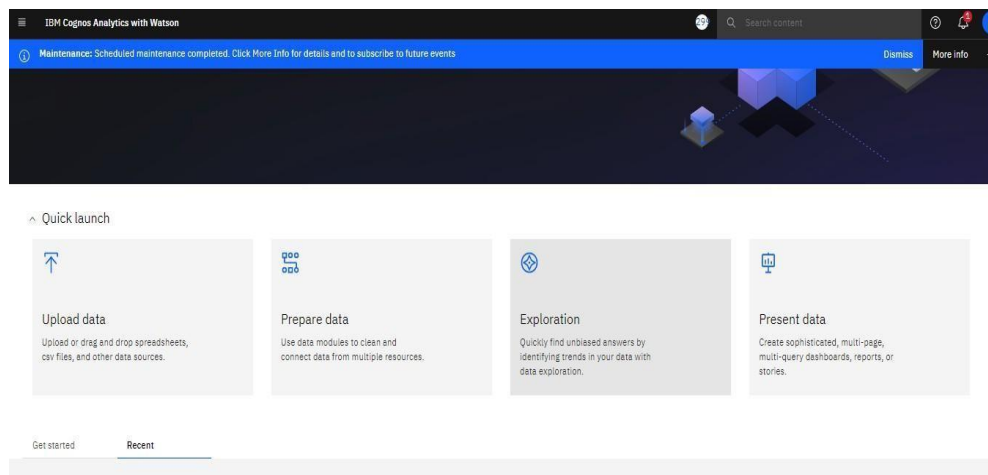 IBM Cognos Analytics with Watson
Search content
1
Maintenance: Scheduled maintenance completed. Click More Info for details and to subscribe to future events
Dismiss
More info
Quick launch
Upload data
Upload or drag and drop spreadsheets,
csv files, and other data sources.
Prepare data
Use data modules to clean and
connect data from multiple resources.
Exploration
Quickly find unbiased answers by
identifying trends in your data with
data exploration.
Present data
Create sophisticated, multi-page,
multi-query dashboards, reports, or
stories.
Get started
Recent